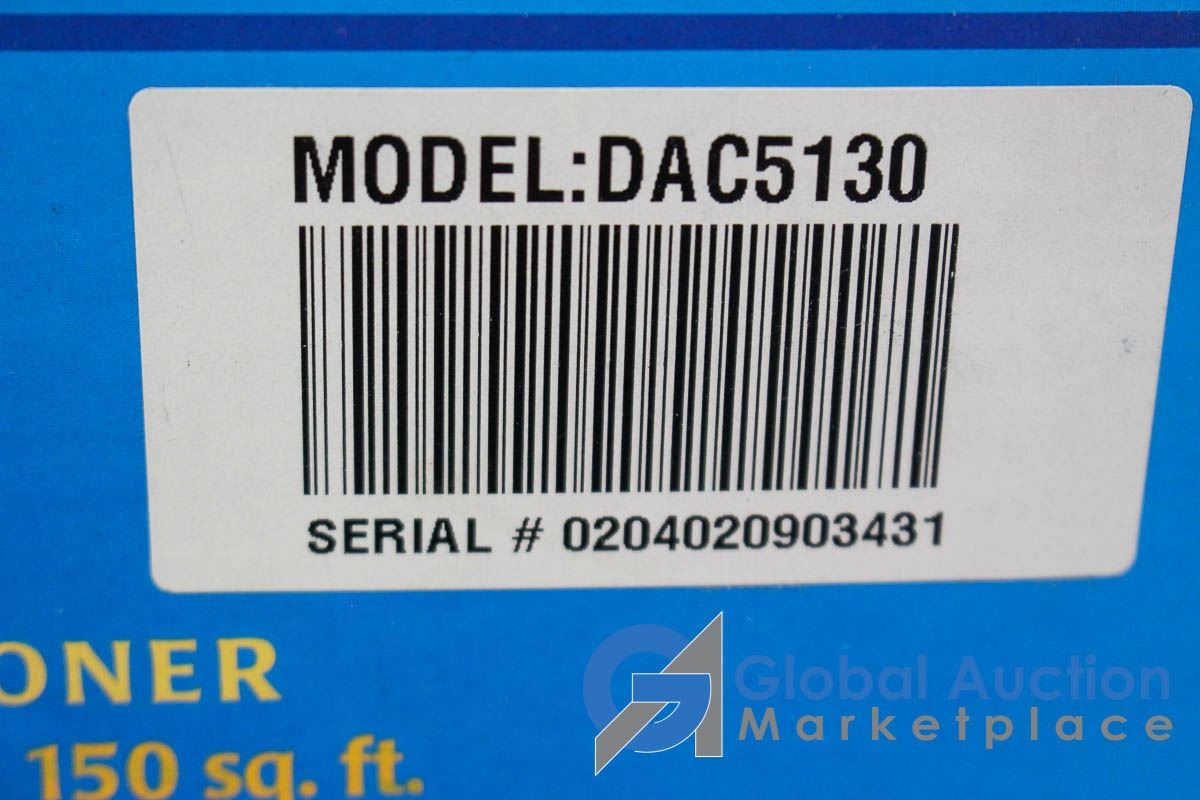 MODEL:DAC5130
SERIAL # 0204020903431
ONER
150 sq. ft.
Global Auction
Marketplace